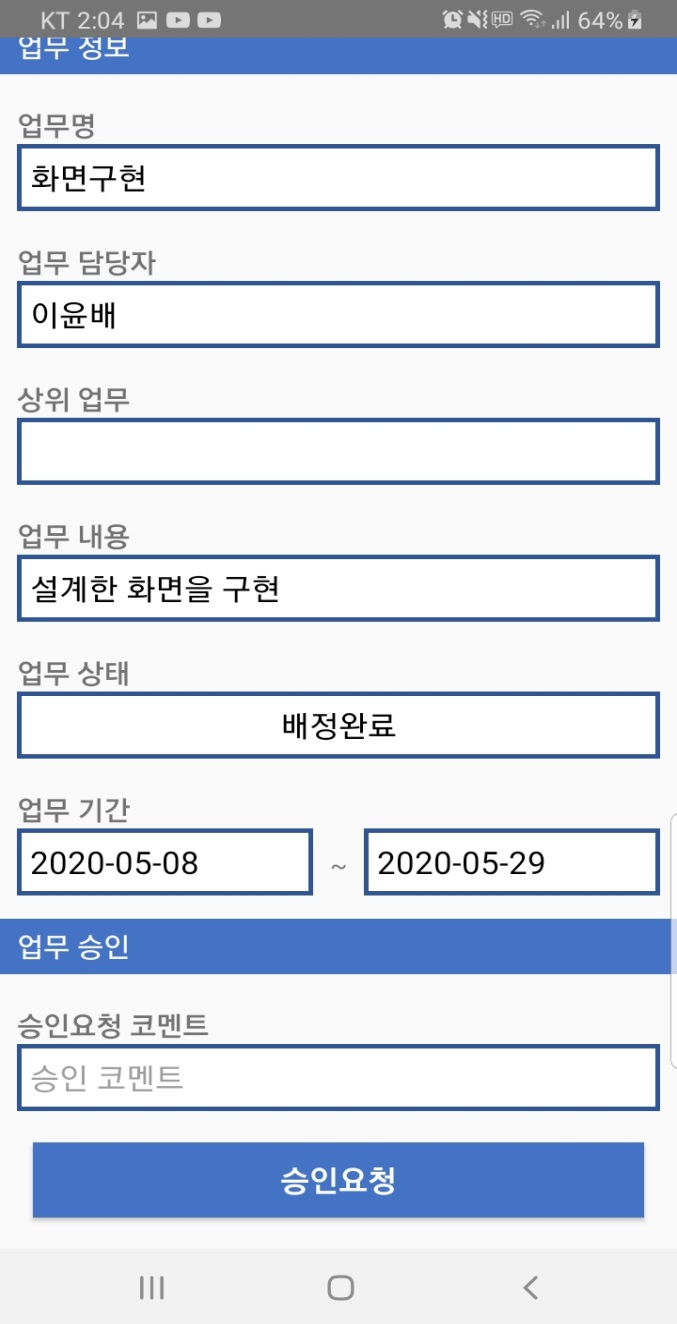 KT 2:04 HD 64%
업무 정보
업무명
화면구현
업무 담당자
이윤배
상위 업무
업무 내용
설계한 화면을 구현
업무 상태
배정완료
업무 기간
2020-05-08 ~ 2020-05-29
업무 승인
승인요청 코멘트
승인 코멘트
승인요청